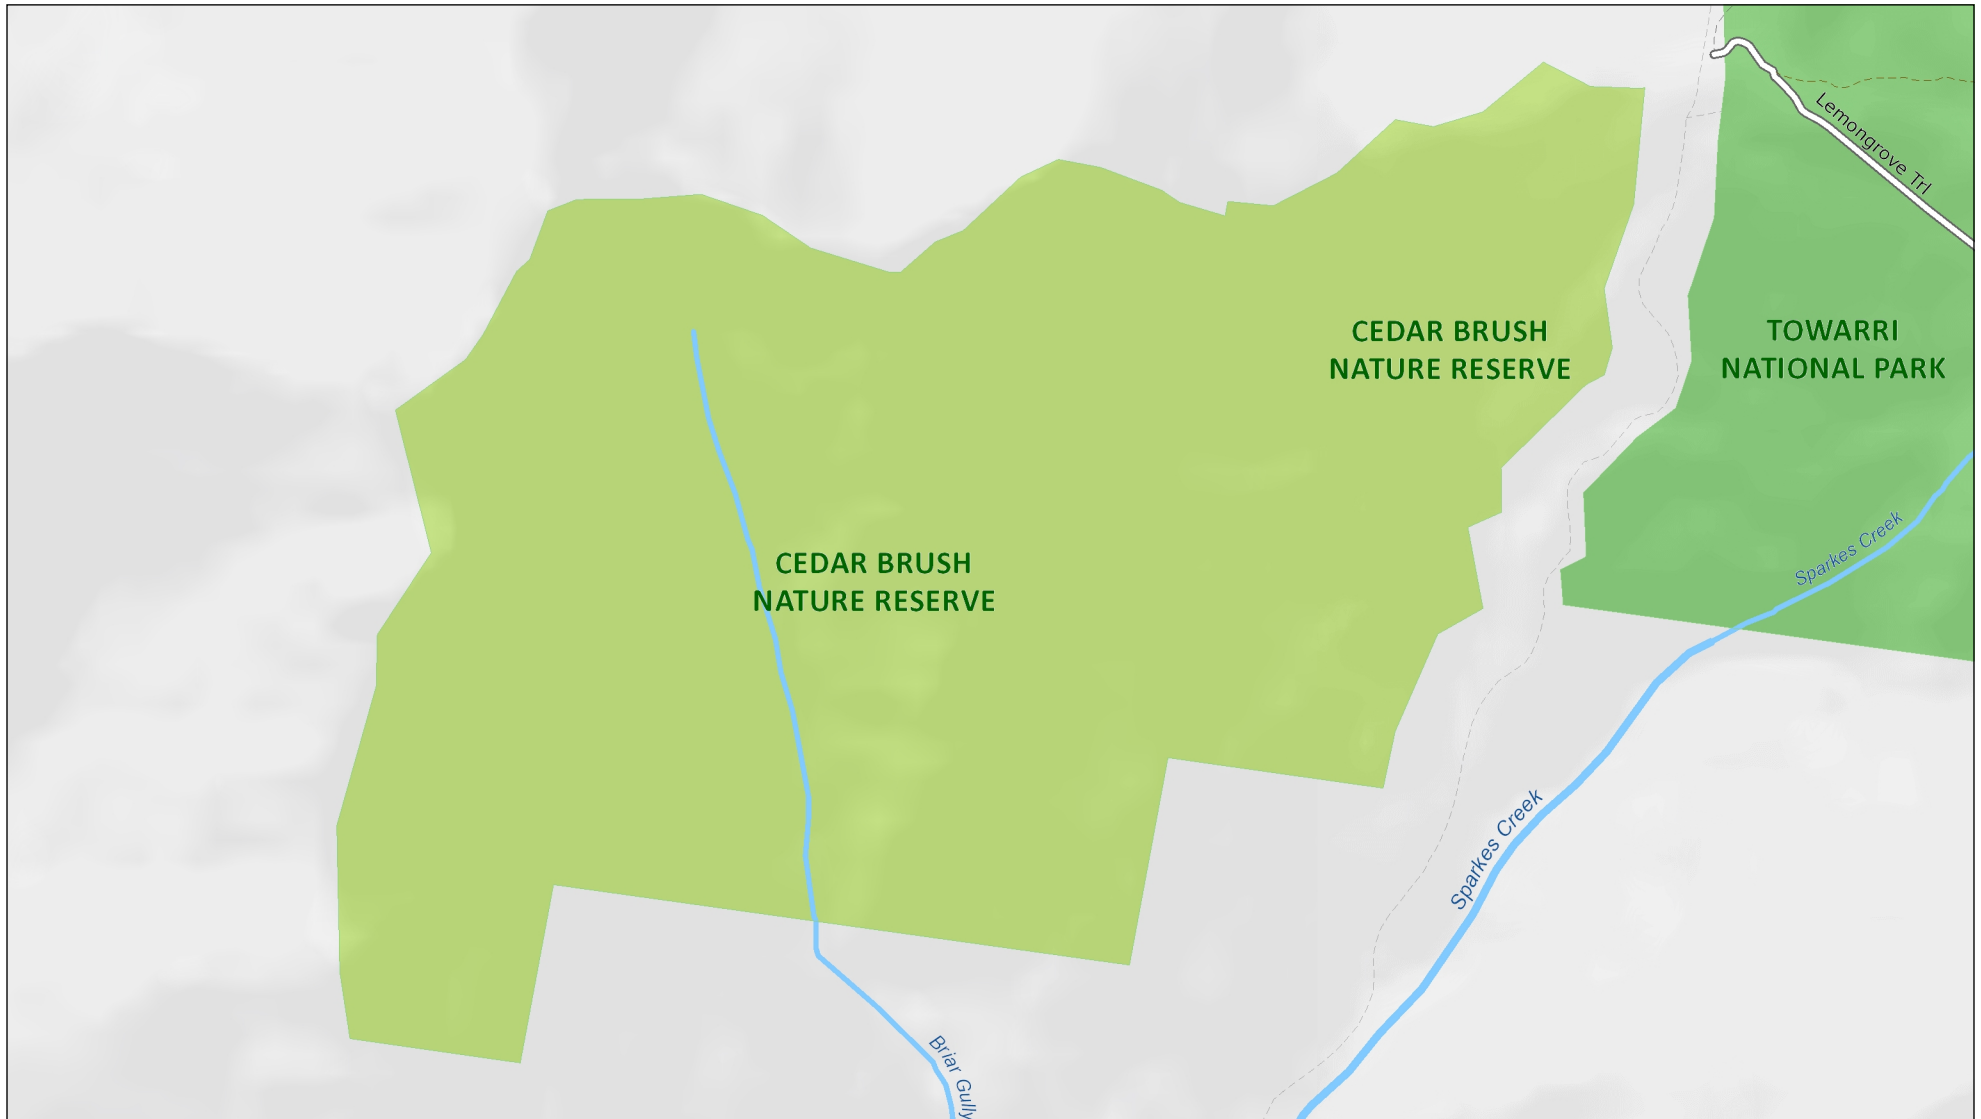 Lemongrove Trl
CEDAR BRUSH
NATURE RESERVE
TOWARRI
NATIONAL PARK
Sparkes Creek
CEDAR BRUSH
NATURE RESERVE
Sparkes Creek
Briar Gully